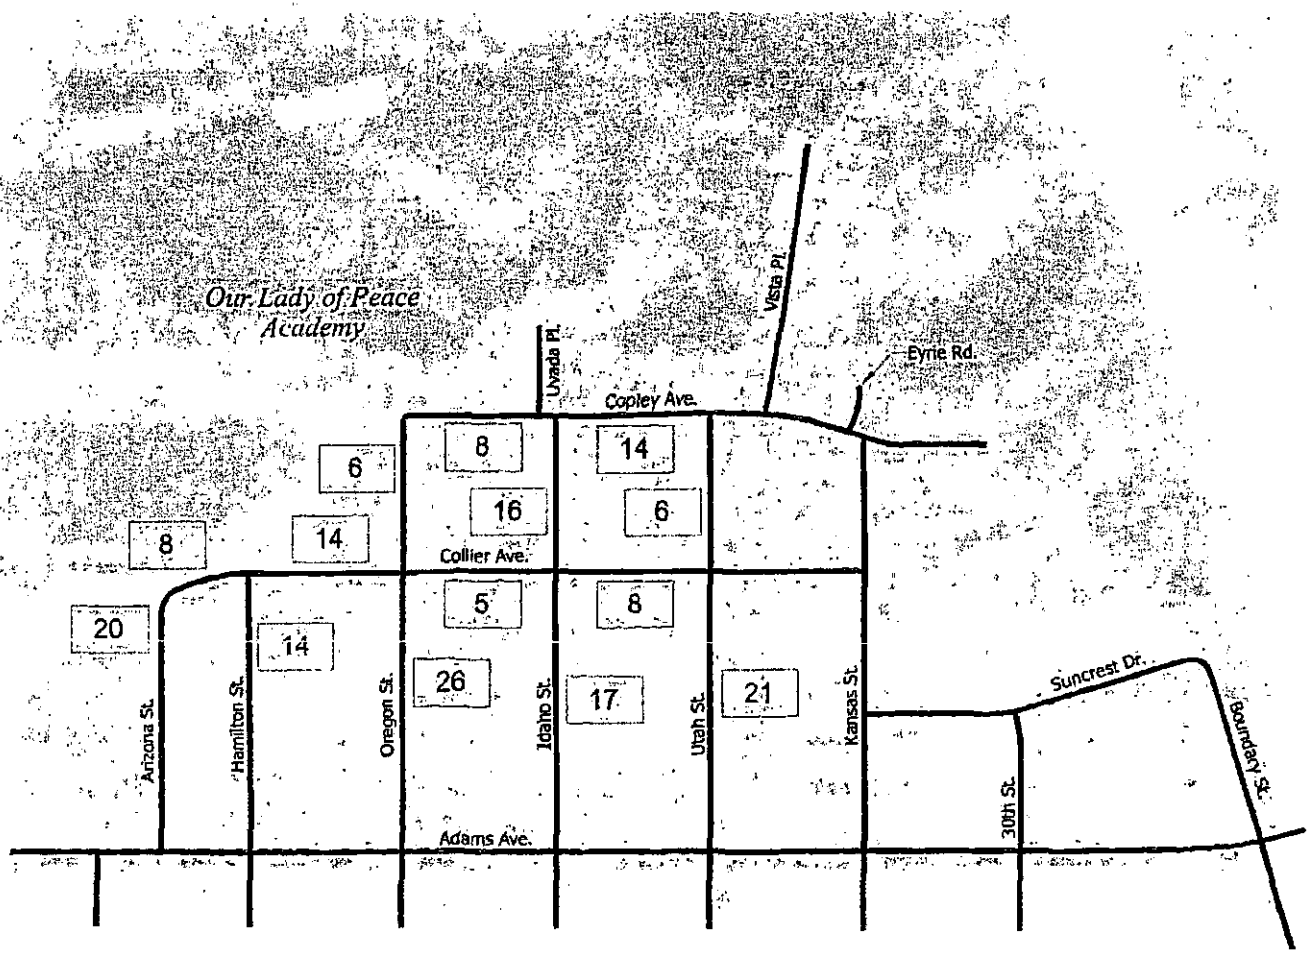 Our Lady of Peace
Academy
Vista Pl.
Uvada Pl.
Eyrie Rd.
Copley Ave.
8
14
6
16
6
14
8
Collier Ave.
5
8
20
14
26
17
21
Arizona St.
Hamilton St.
Oregon St.
Idaho St.
Utah St.
Kansas St.
Suncrest Dr.
Boundary St.
30th St.
Adams Ave.